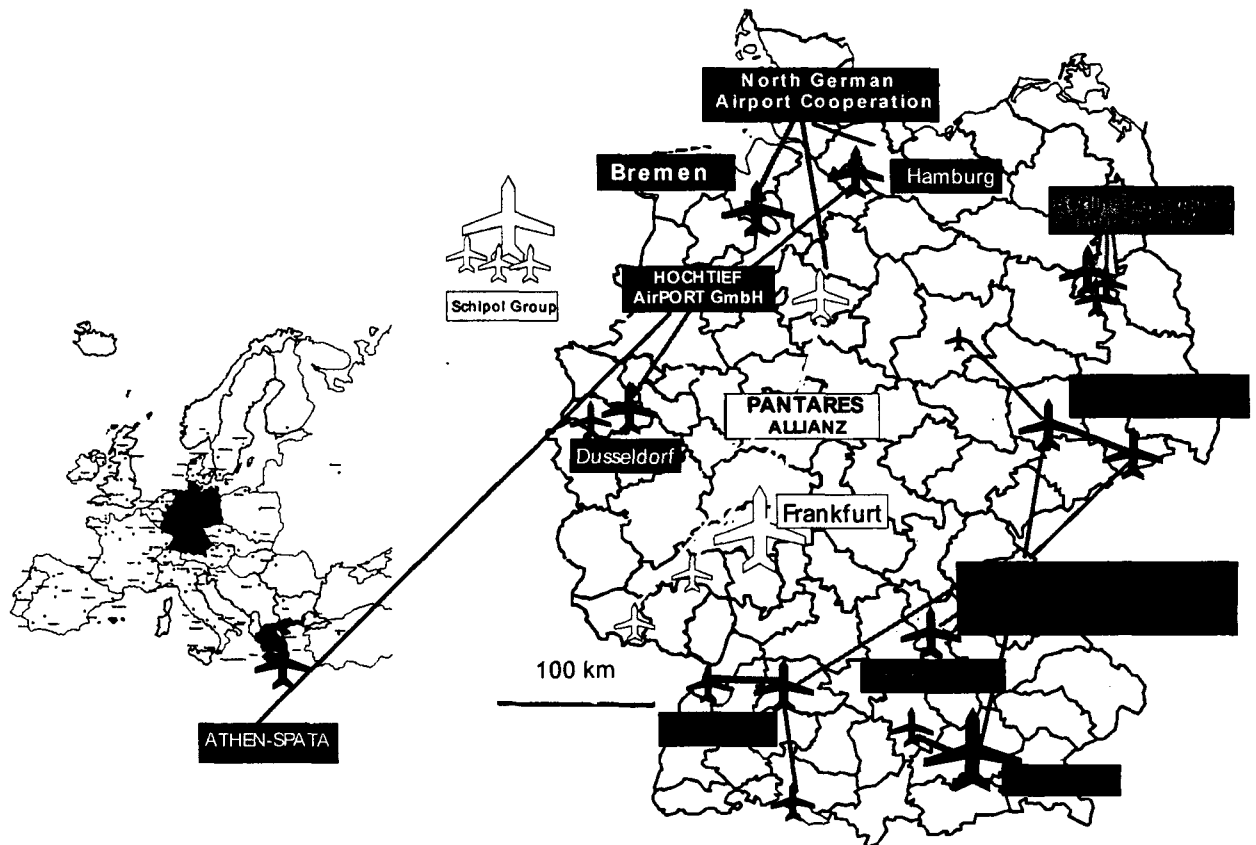 North German
Airport Cooperation
Bremen
Hamburg
Schipol Group
HOCHTIEF
AirPORT GmbH
PANTARES
ALLIANZ
Dusseldorf
Frankfurt
100 km
ATHEN-SPATA